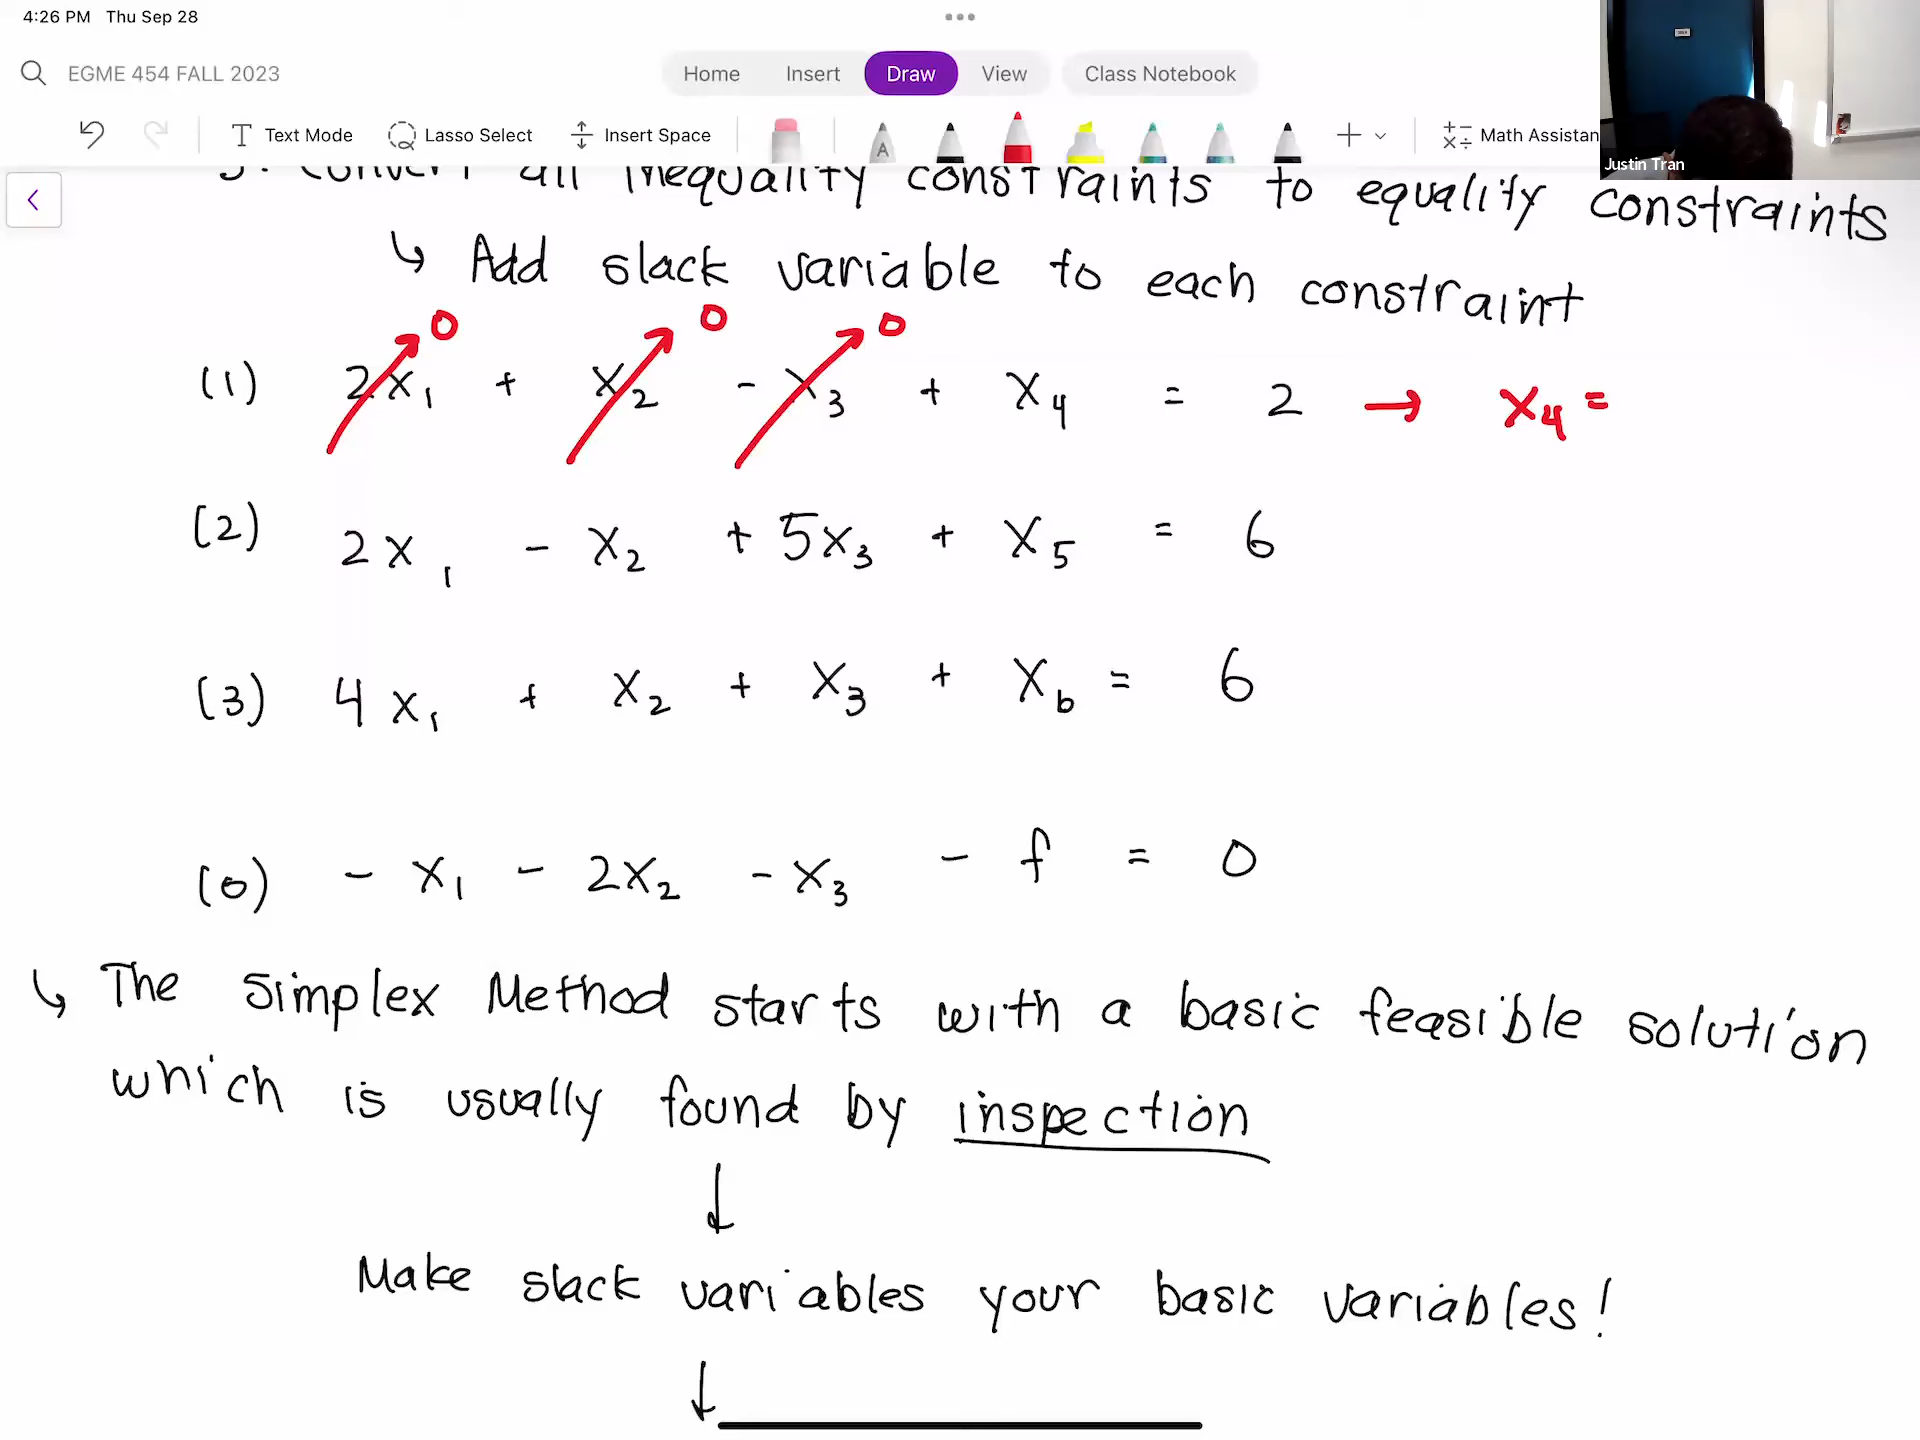 4:26 PM Thu Sep 28
EGME 454 FALL 2023
Home Insert Draw View Class Notebook
Text Mode Lasso Select Insert Space A Math Assistan
Justin Tran
3. Convert all inequality constraints to equality constraints
↳ Add slack variable to each constraint
0 0 0
(1) 2x₁ + x₂ - x₃ + x₄ = 2 → x₄ =
(2) 2x₁ - x₂ + 5x₃ + x₅ = 6
(3) 4x₁ + x₂ + x₃ + x₆ = 6
(0) - x₁ - 2x₂ - x₃ - f = 0
↳ The Simplex Method starts with a basic feasible solution
which is usually found by inspection
↓
Make slack variables your basic variables!
↓